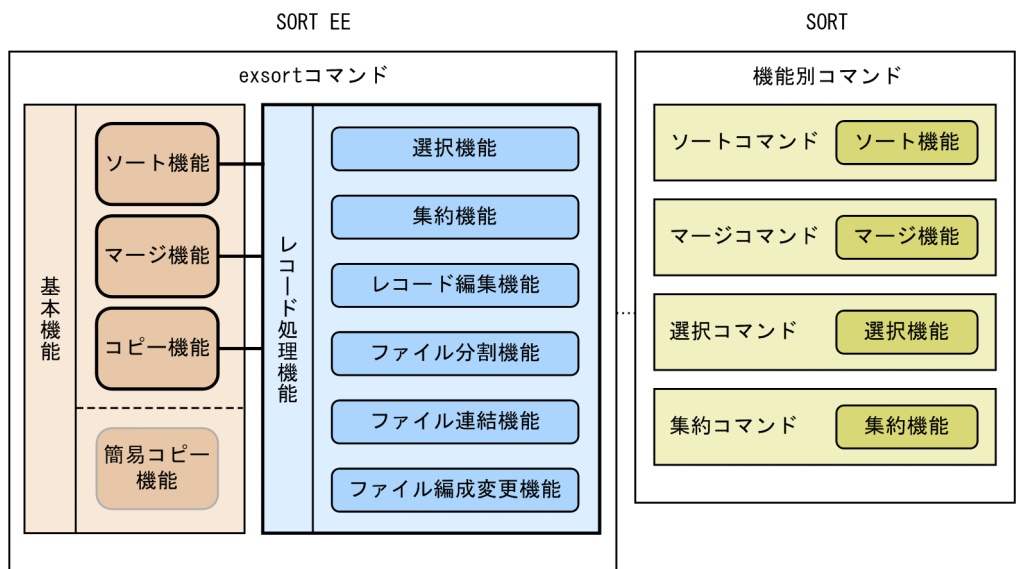 SORT EE
exsortコマンド
基本機能
ソート機能
マージ機能
コピー機能
簡易コピー
機能
レコード処理機能
選択機能
集約機能
レコード編集機能
ファイル分割機能
ファイル連結機能
ファイル編成変更機能
SORT
機能別コマンド
ソートコマンド
ソート機能
マージコマンド
マージ機能
選択コマンド
選択機能
集約コマンド
集約機能